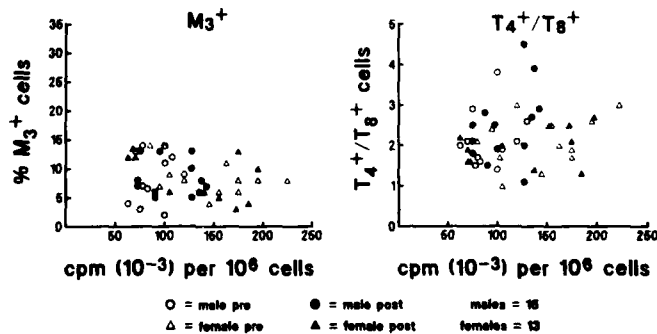 M3+
T4+/T8+
% M3+ cells
35
30
25
20
15
10
5
0
50
100
150
200
250
cpm (10-3) per 106 cells
T4+/T8+ cells
6
5
4
3
2
1
0
50
100
150
200
250
cpm (10-3) per 106 cells
○ = male pre
● = male post
males = 15
△ = female pre
▲ = female post
females = 13